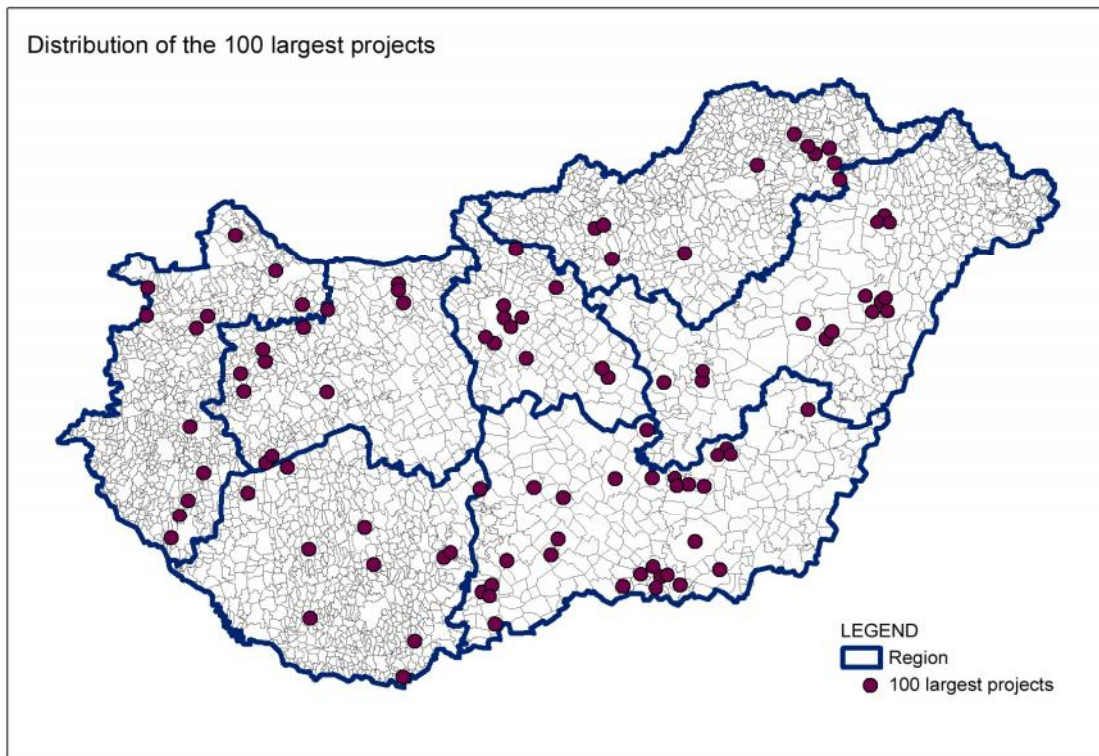 Distribution of the 100 largest projects
LEGEND
Region
100 largest projects